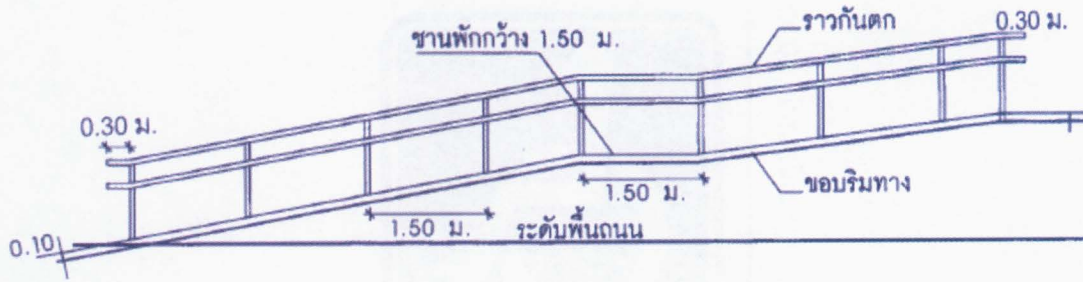 ราวกันตก
0.30 ม.
ชานพักกว้าง 1.50 ม.
0.30 ม.
ขอบริมทาง
1.50 ม.
1.50 ม.
ระดับพื้นถนน
0.10